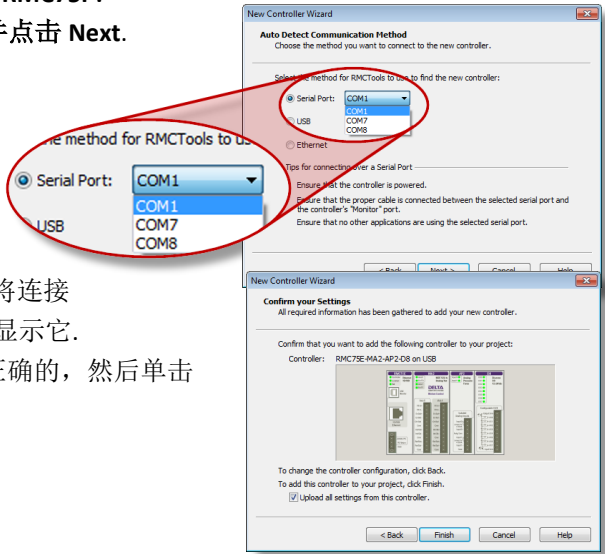 并点击 Next.
New Controller Wizard
Auto Detect Communication Method
Choose the method you want to connect to the new controller.
Select the method for RMCTools to use to find the new controller:
Serial Port: COM1
COM1
COM7
COM8
USB
Ethernet
Tips for connecting over a Serial Port
Ensure that the controller is powered.
Ensure that the proper cable is connected between the selected serial port and
the controller's "Monitor" port.
Ensure that no other applications are using the selected serial port.
< Back Next > Cancel Help
the method for RMCTools to
Serial Port: COM1
COM1
COM7
COM8
USB
将连接
显示它.
正确的，然后单击
New Controller Wizard
Confirm your Settings
All required information has been gathered to add your new controller.
Confirm that you want to add the following controller to your project:
Controller: RMC75E-MA2-AP2-D8 on USB
DELTA
To change the controller configuration, click Back.
To add this controller to your project, click Finish.
Upload all settings from this controller.
< Back Finish Cancel Help